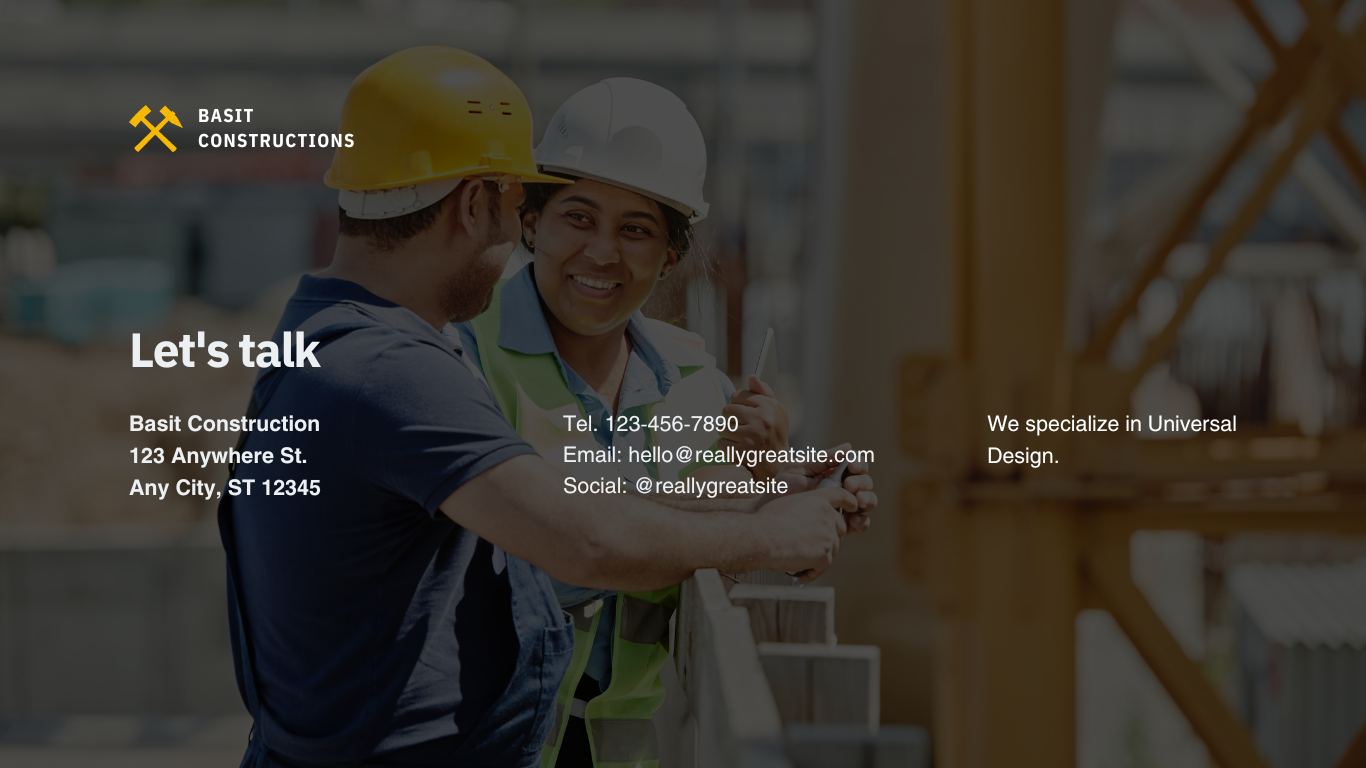 BASIT
CONSTRUCTIONS
Let's talk
Basit Construction
123 Anywhere St.
Any City, ST 12345
Tel. 123-456-7890
Email: hello@reallygreatsite.com
Social: @reallygreatsite
We specialize in Universal
Design.